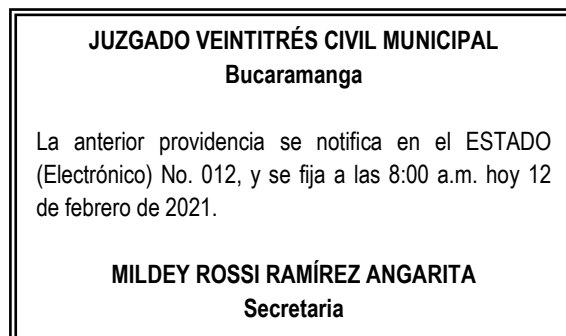 JUZGADO VEINTITRÉS CIVIL MUNICIPAL
Bucaramanga
La anterior providencia se notifica en el ESTADO
(Electrónico) No. 012, y se fija a las 8:00 a.m. hoy 12
de febrero de 2021.
MILDEY ROSSI RAMÍREZ ANGARITA
Secretaria